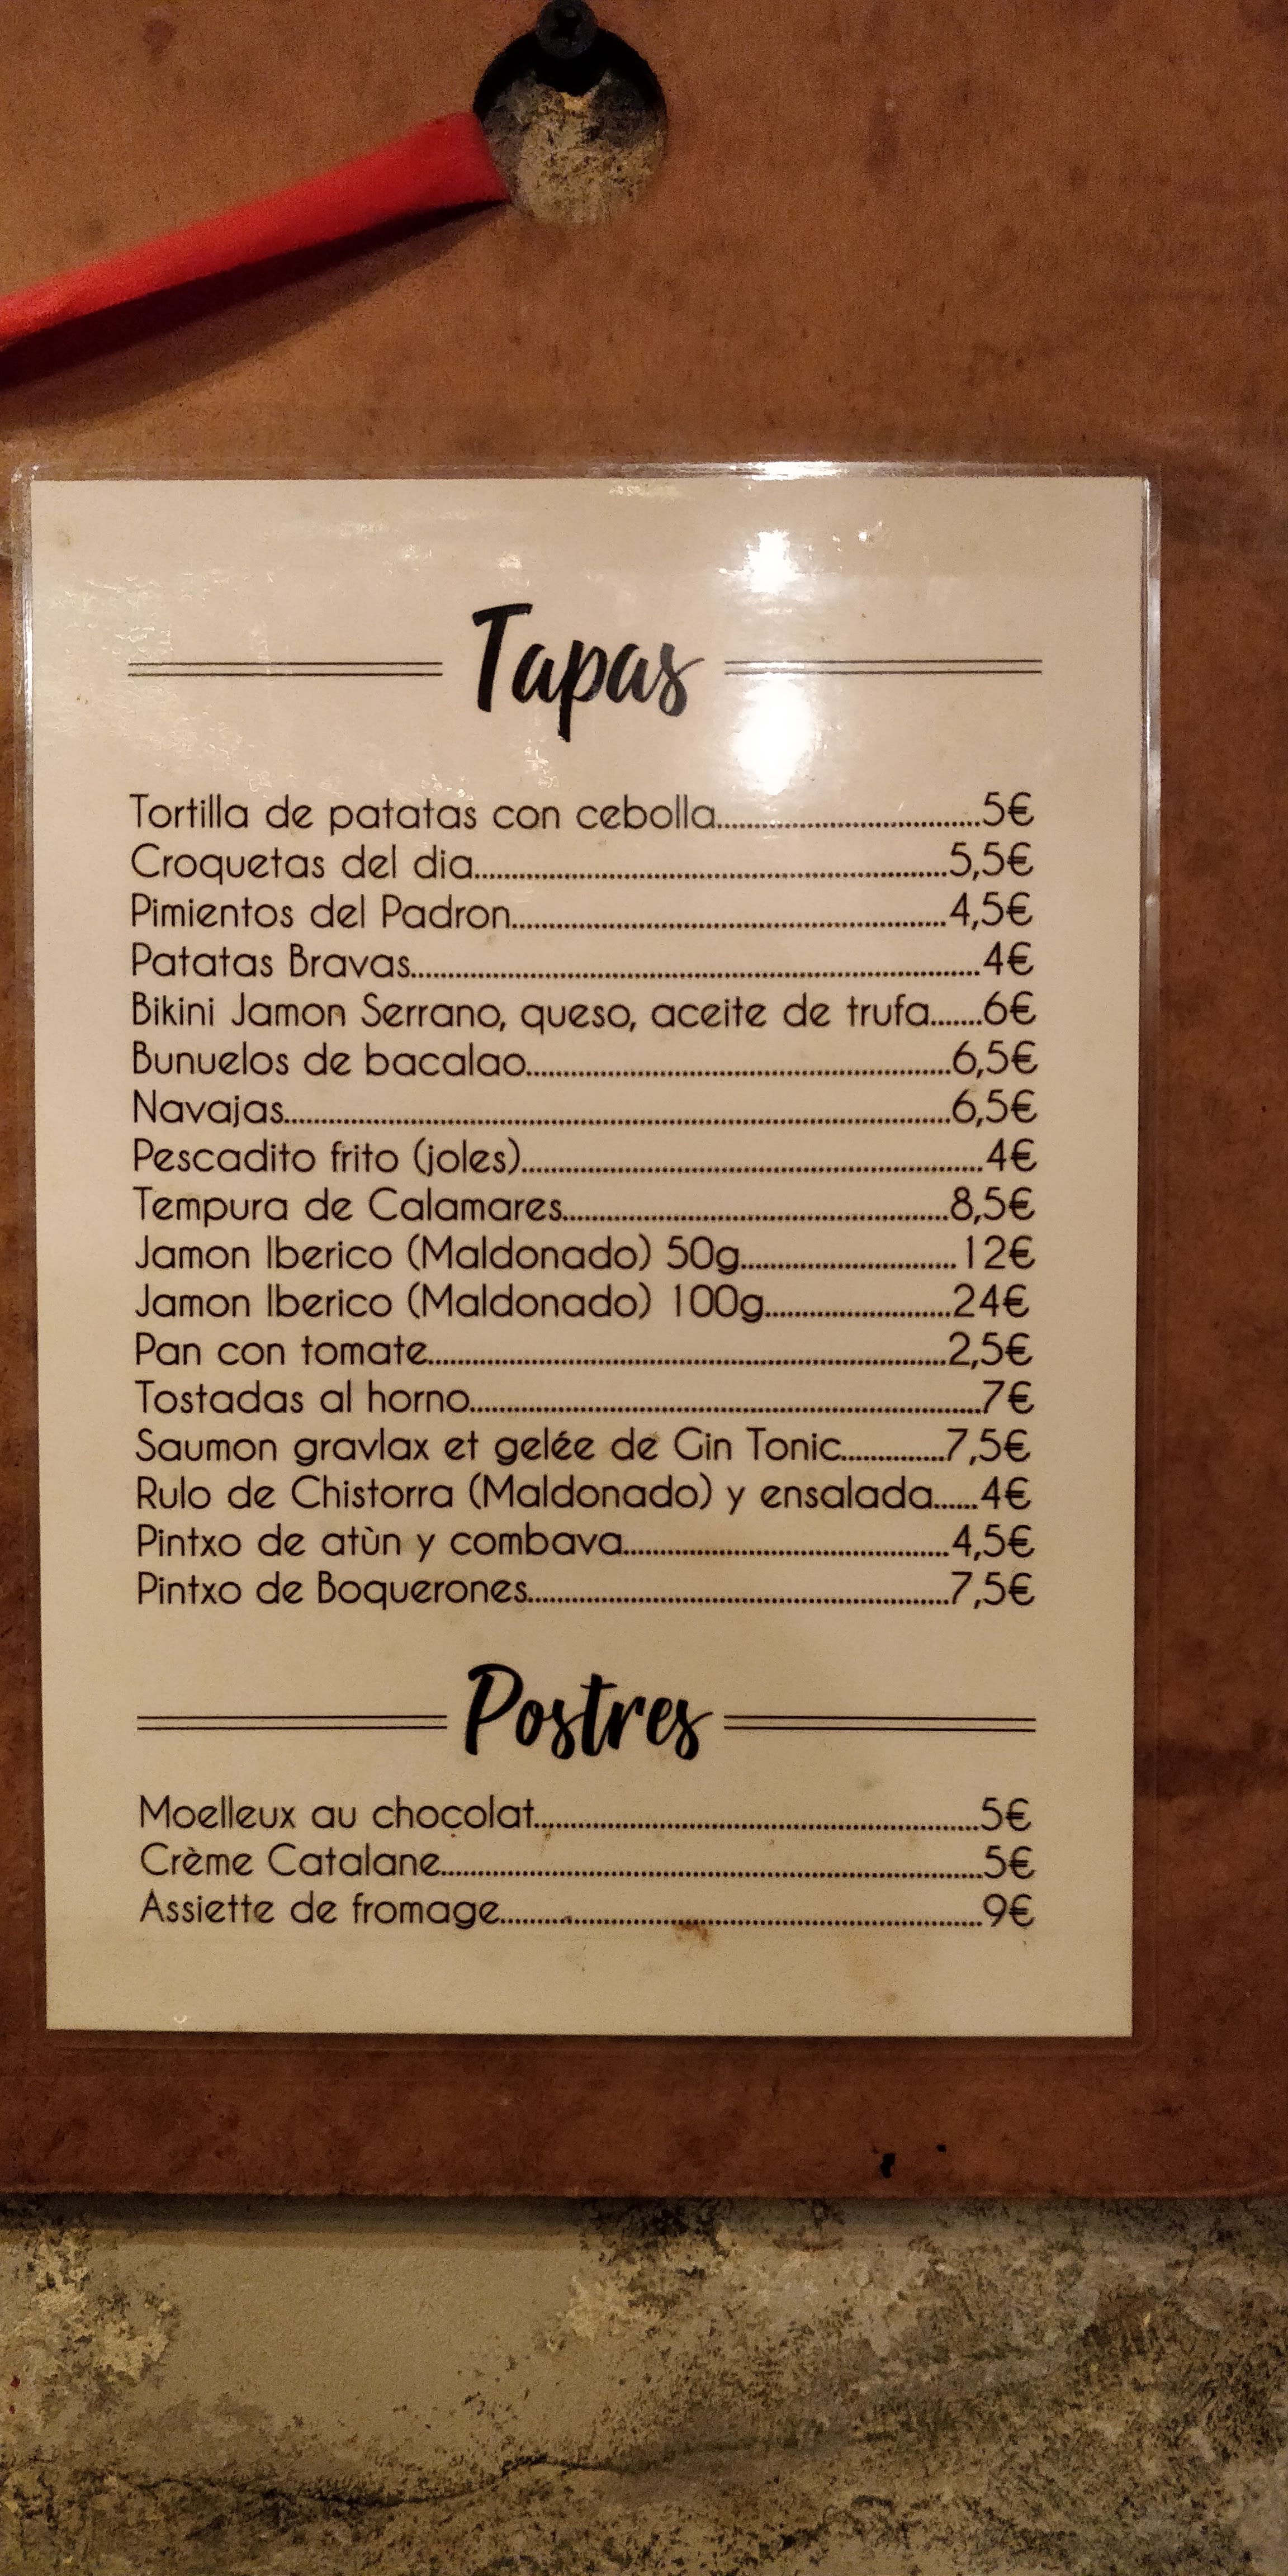 Tapas
Tortilla de patatas con cebolla.....5€
Croquetas del dia.....5,5€
Pimientos del Padron.....4,5€
Patatas Bravas.....4€
Bikini Jamon Serrano, queso, aceite de trufa.....6€
Bunuelos de bacalao.....6,5€
Navajas.....6,5€
Pescadito frito (joles).....4€
Tempura de Calamares.....8,5€
Jamon Iberico (Maldonado) 50g.....12€
Jamon Iberico (Maldonado) 100g.....24€
Pan con tomate.....2,5€
Tostadas al horno.....7€
Saumon gravlax et gelée de Gin Tonic.....7,5€
Rulo de Chistorra (Maldonado) y ensalada.....4€
Pintxo de atùn y combava.....4,5€
Pintxo de Boquerones.....7,5€
Postres
Moelleux au chocolat.....5€
Crème Catalane.....5€
Assiette de fromage.....9€